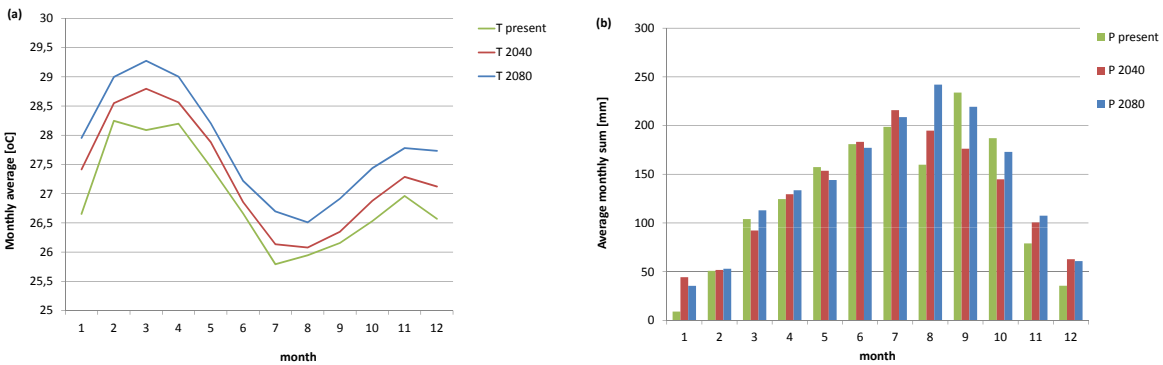 (a)
Monthly average [oC]
30
29,5
29
28,5
28
27,5
27
26,5
26
25,5
25
1 2 3 4 5 6 7 8 9 10 11 12
month
T present
T 2040
T 2080
(b)
Average monthly sum [mm]
300
250
200
150
100
50
0
1 2 3 4 5 6 7 8 9 10 11 12
month
P present
P 2040
P 2080